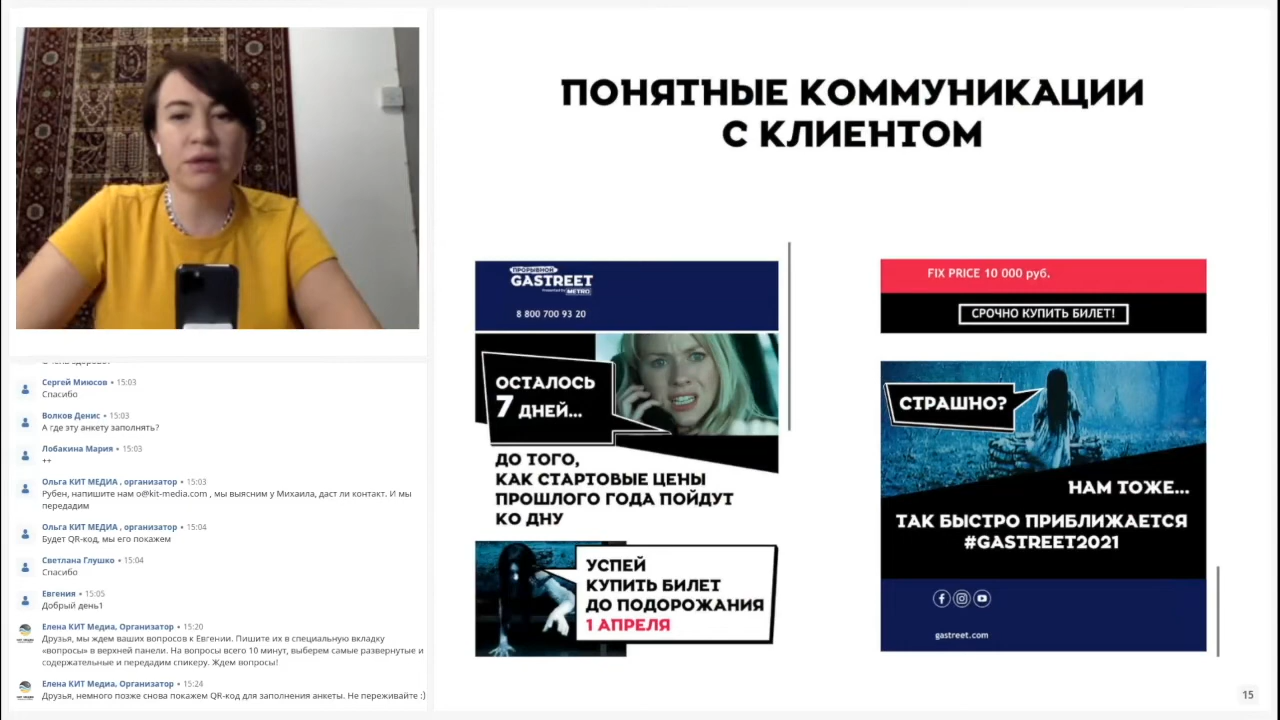 Сергей Миюсов • 15:03
Спасибо
Волков Денис • 15:03
А где эту анкету заполнять?
Лобакина Мария • 15:03
++
Ольга КИТ МЕДИА , организатор • 15:03
Рубен, напишите нам o@kit-media.com , мы выясним у Михаила, даст ли контакт. И мы
передадим
Ольга КИТ МЕДИА , организатор • 15:04
Будет QR-код, мы его покажем
Светлана Глушко • 15:04
Спасибо
Евгения • 15:05
Добрый день1
Елена КИТ Медиа, Организатор • 15:20
Друзья, мы ждем ваших вопросов к Евгении. Пишите их в специальную вкладку
«вопросы» в верхней панели. На вопросы всего 10 минут, выберем самые развернутые и
содержательные и передадим спикеру. Ждем вопросы!
Елена КИТ Медиа, Организатор • 15:24
Друзья, немного позже снова покажем QR-код для заполнения анкеты. Не переживайте :)
ПОНЯТНЫЕ КОММУНИКАЦИИ
С КЛИЕНТОМ
ПРОРЫВНОЙ
GASTREET
METRO
8 800 700 93 20
ОСТАЛОСЬ
7 ДНЕЙ...
ДО ТОГО,
КАК СТАРТОВЫЕ ЦЕНЫ
ПРОШЛОГО ГОДА ПОЙДУТ
КО ДНУ
УСПЕЙ
КУПИТЬ БИЛЕТ
ДО ПОДОРОЖАНИЯ
1 АПРЕЛЯ
FIX PRICE 10 000 руб.
СРОЧНО КУПИТЬ БИЛЕТ!
СТРАШНО?
НАМ ТОЖЕ...
ТАК БЫСТРО ПРИБЛИЖАЕТСЯ
#GASTREET2021
gastreet.com
15